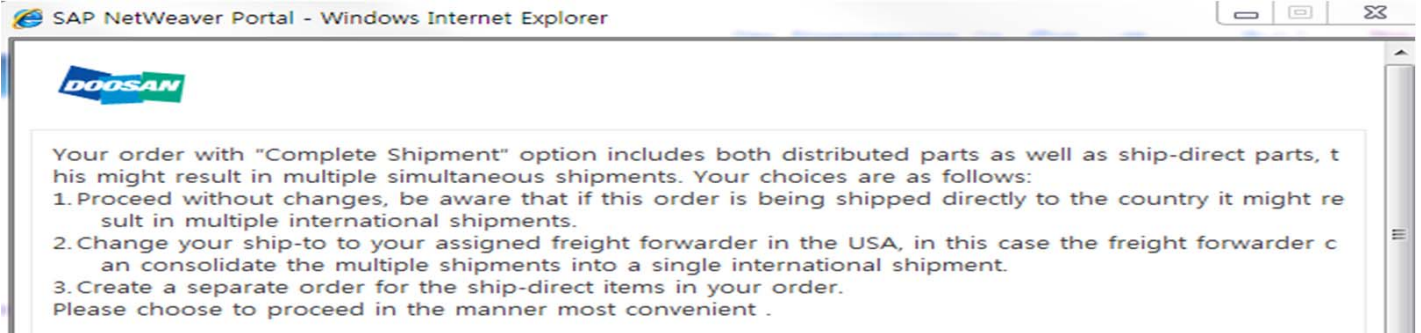 SAP NetWeaver Portal - Windows Internet Explorer
DOOSAN
Your order with "Complete Shipment" option includes both distributed parts as well as ship-direct parts, t
his might result in multiple simultaneous shipments. Your choices are as follows:
1. Proceed without changes, be aware that if this order is being shipped directly to the country it might re
sult in multiple international shipments.
2. Change your ship-to to your assigned freight forwarder in the USA, in this case the freight forwarder c
an consolidate the multiple shipments into a single international shipment.
3. Create a separate order for the ship-direct items in your order.
Please choose to proceed in the manner most convenient .